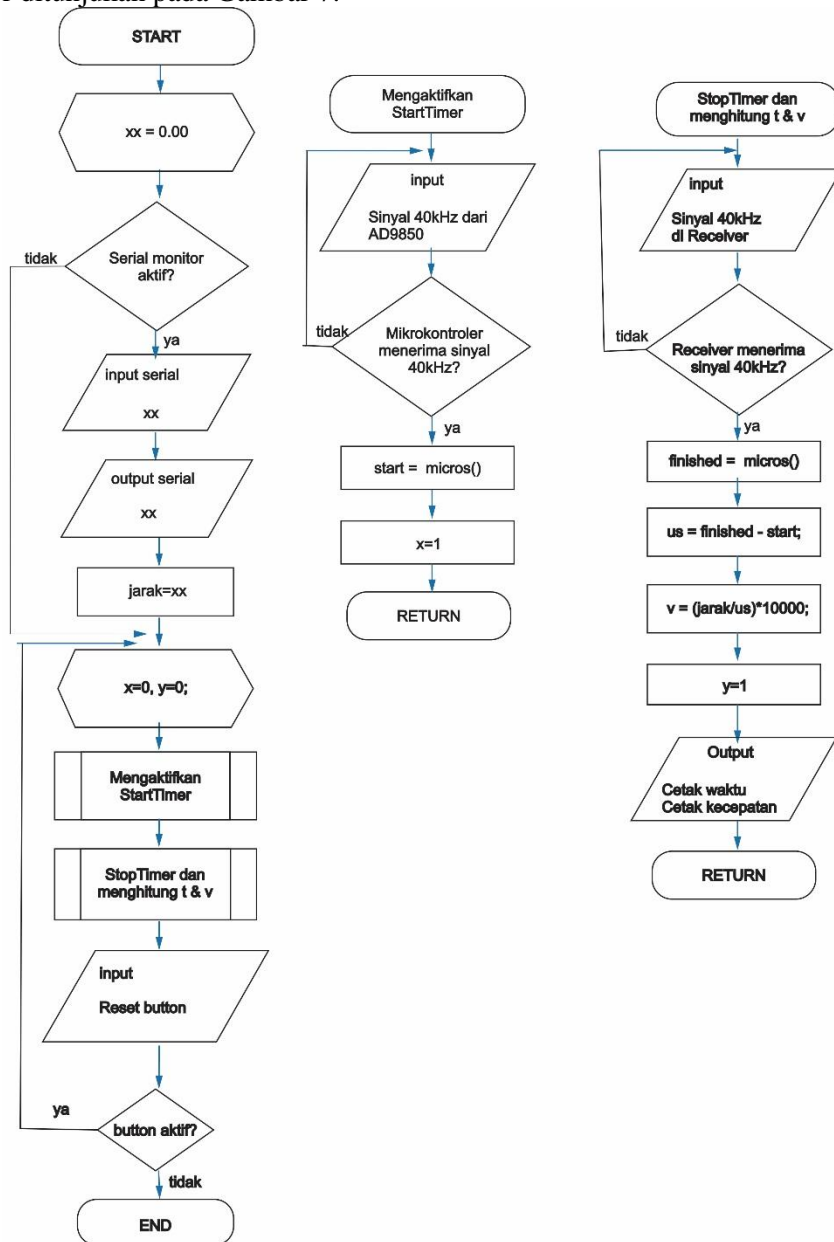 ditunjukan pada Gambar
START
xx = 0.00
Serial monitor
aktif?
tidak
ya
input serial
xx
output serial
xx
jarak=xx
x=0, y=0;
Mengaktifkan
StartTimer
StopTimer dan
menghitung t & v
input
Reset button
ya
button aktif?
tidak
END
Mengaktifkan
StartTimer
input
Sinyal 40kHz dari
AD9850
tidak
Mikrokontroler
menerima sinyal
40kHz?
ya
start = micros()
x=1
RETURN
StopTimer dan
menghitung t & v
input
Sinyal 40kHz
di Receiver
tidak
Receiver menerima
sinyal 40kHz?
ya
finished = micros()
us = finished - start;
v = (jarak/us)*10000;
y=1
Output
Cetak waktu
Cetak kecepatan
RETURN